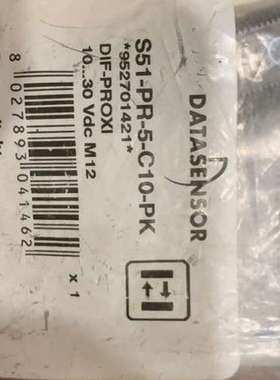 DATASENSOR
S51-PR-5-C10-PK
*952701421*
DIF-PROXI
10...30 Vdc M12
8 027893 041462
x 1